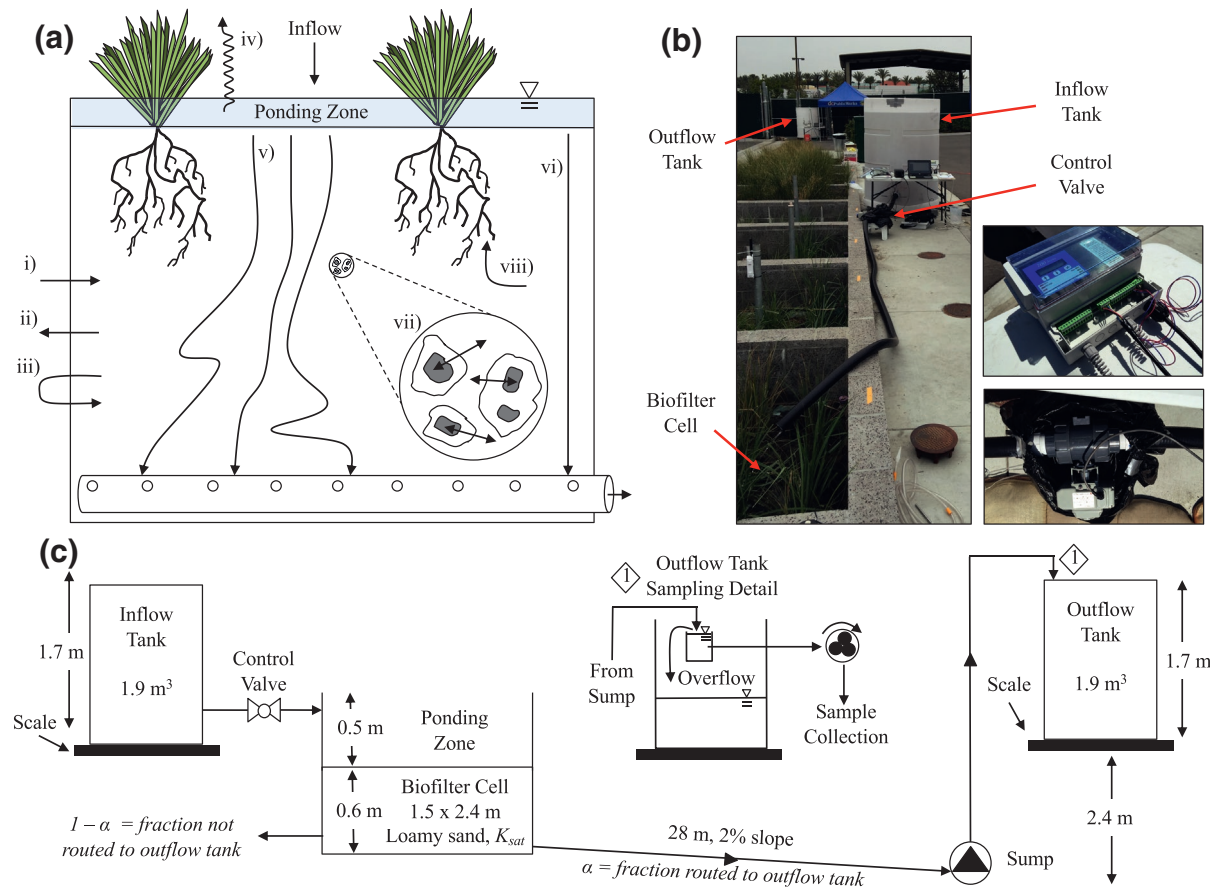 (a)
iv)
Inflow
Ponding Zone
v)
vi)
i)
ii)
iii)
vii)
viii)
(b)
Outflow
Tank
Inflow
Tank
Control
Valve
Biofilter
Cell
(c)
1.7 m
Inflow
Tank
1.9 m³
Scale
Control
Valve
0.5 m
Ponding
Zone
0.6 m
Biofilter Cell
1.5 x 2.4 m
Loamy sand, Ksat
1 – α = fraction not
routed to outflow tank
28 m, 2% slope
α = fraction routed to outflow tank
1
Outflow Tank
Sampling Detail
From
Sump
Overflow
Sample
Collection
Sump
1
Outflow
Tank
1.9 m³
1.7 m
Scale
2.4 m